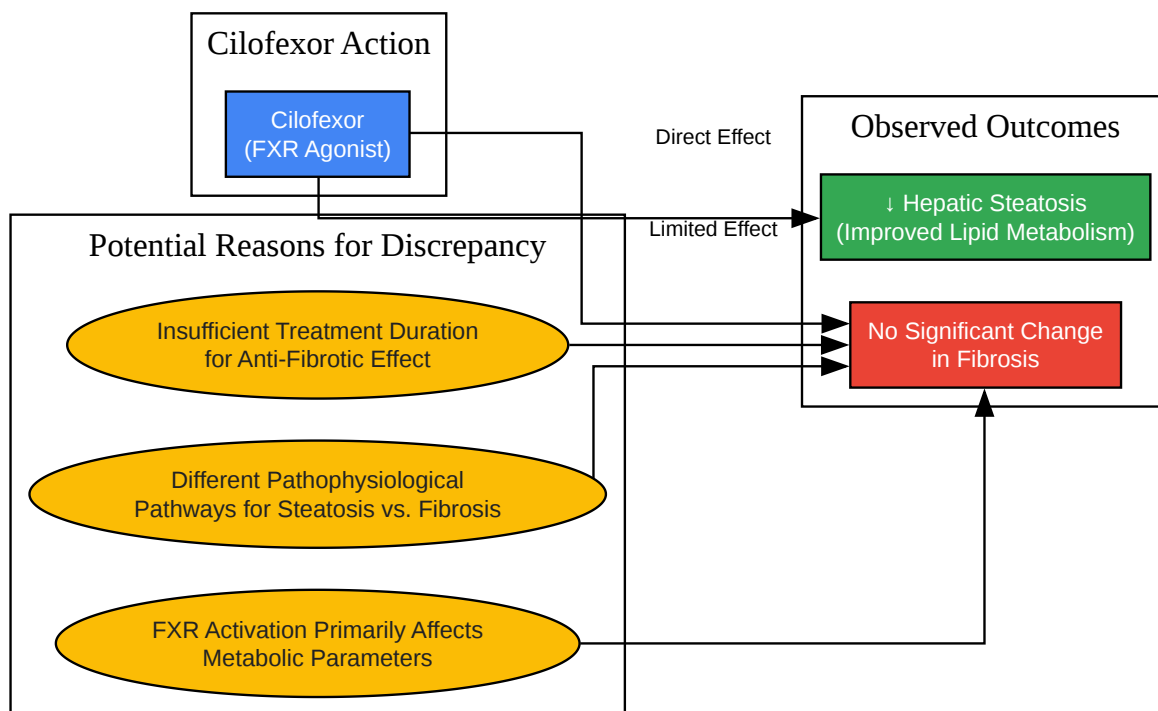 Cilofexor Action
Cilofexor
(FXR Agonist)
Direct Effect
Limited Effect
Observed Outcomes
↓ Hepatic Steatosis
(Improved Lipid Metabolism)
No Significant Change
in Fibrosis
Potential Reasons for Discrepancy
Insufficient Treatment Duration
for Anti-Fibrotic Effect
Different Pathophysiological
Pathways for Steatosis vs. Fibrosis
FXR Activation Primarily Affects
Metabolic Parameters